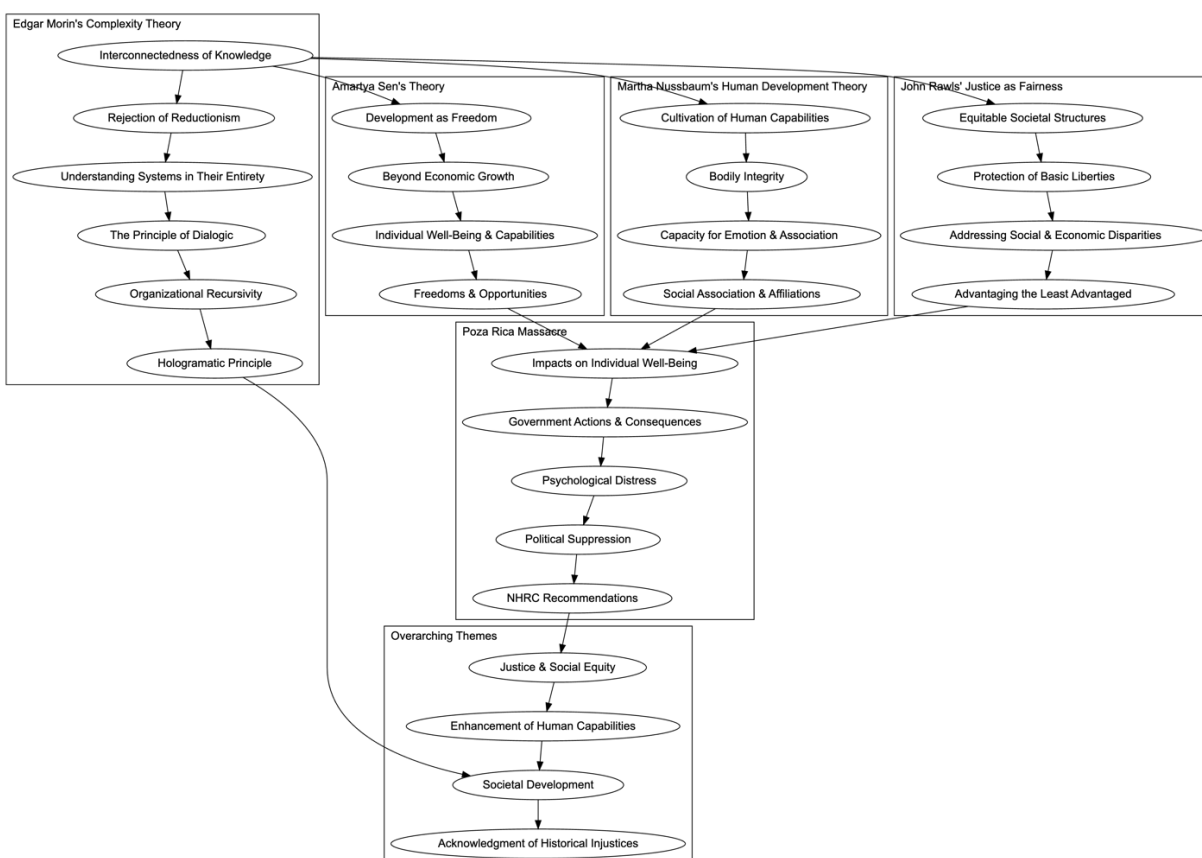 Edgar Morin's Complexity Theory
Interconnectedness of Knowledge
Rejection of Reductionism
Understanding Systems in Their Entirety
The Principle of Dialogic
Organizational Recursivity
Hologramatic Principle
Amartya Sen's Theory
Development as Freedom
Beyond Economic Growth
Individual Well-Being & Capabilities
Freedoms & Opportunities
Martha Nussbaum's Human Development Theory
Cultivation of Human Capabilities
Bodily Integrity
Capacity for Emotion & Association
Social Association & Affiliations
John Rawls' Justice as Fairness
Equitable Societal Structures
Protection of Basic Liberties
Addressing Social & Economic Disparities
Advantaging the Least Advantaged
Poza Rica Massacre
Impacts on Individual Well-Being
Government Actions & Consequences
Psychological Distress
Political Suppression
NHRC Recommendations
Overarching Themes
Justice & Social Equity
Enhancement of Human Capabilities
Societal Development
Acknowledgment of Historical Injustices